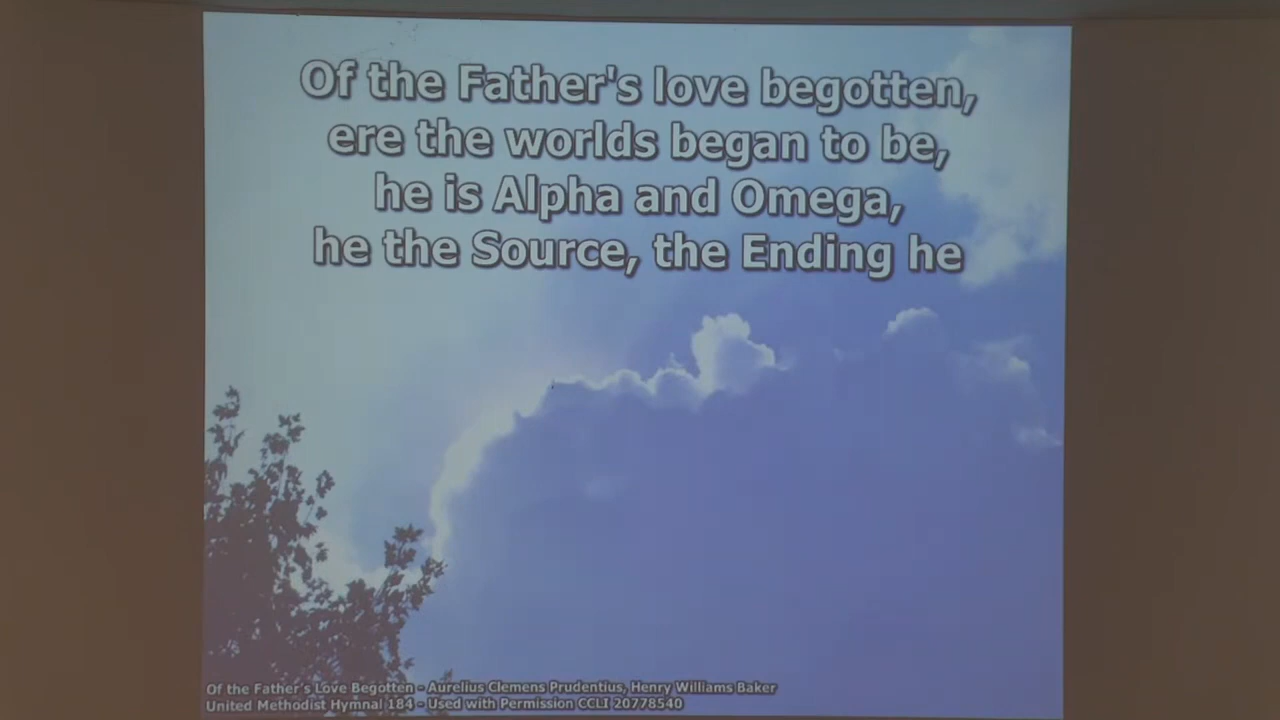 Of the Father's love begotten,
ere the worlds began to be,
he is Alpha and Omega,
he the Source, the Ending he
Of the Father's Love Begotten - Aurelius Clemens Prudentius, Henry Williams Baker
United Methodist Hymnal 184 - Used with Permission CCLI 20778540